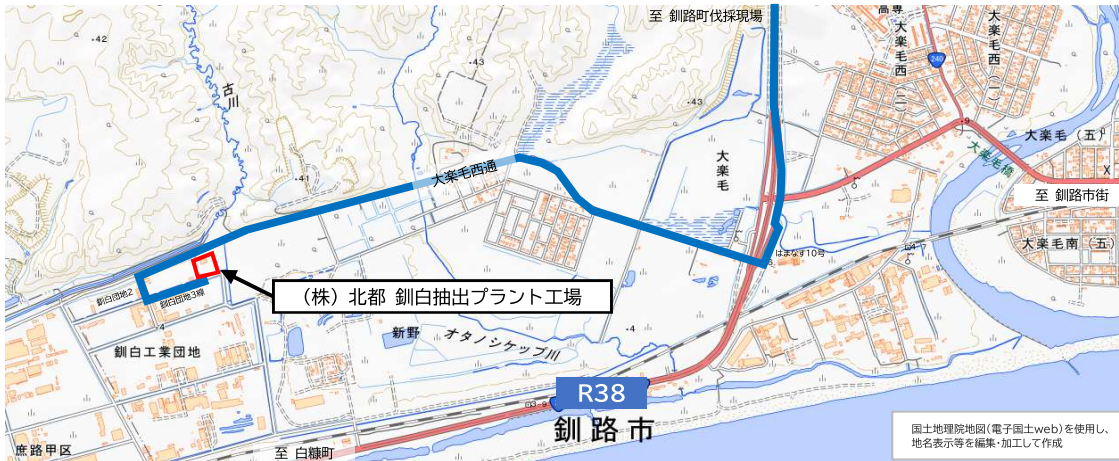 至 釧路町伐採現場
高専
大楽毛西(二)
大楽毛西(一)
240
・42
・43
・43
古川
大楽毛(五)
大楽毛橋
大楽毛
大楽毛西通
・41
至 釧路市街
大楽毛南(五)
はまなす10号
釧白団地2
釧白団地3線
(株)北都 釧白抽出プラント工場
新野
オタノシケップ川
・4
釧白工業団地
R38
釧路市
庶路甲区
至 白糠町
国土地理院地図(電子国土web)を使用し、
地名表示等を編集・加工して作成